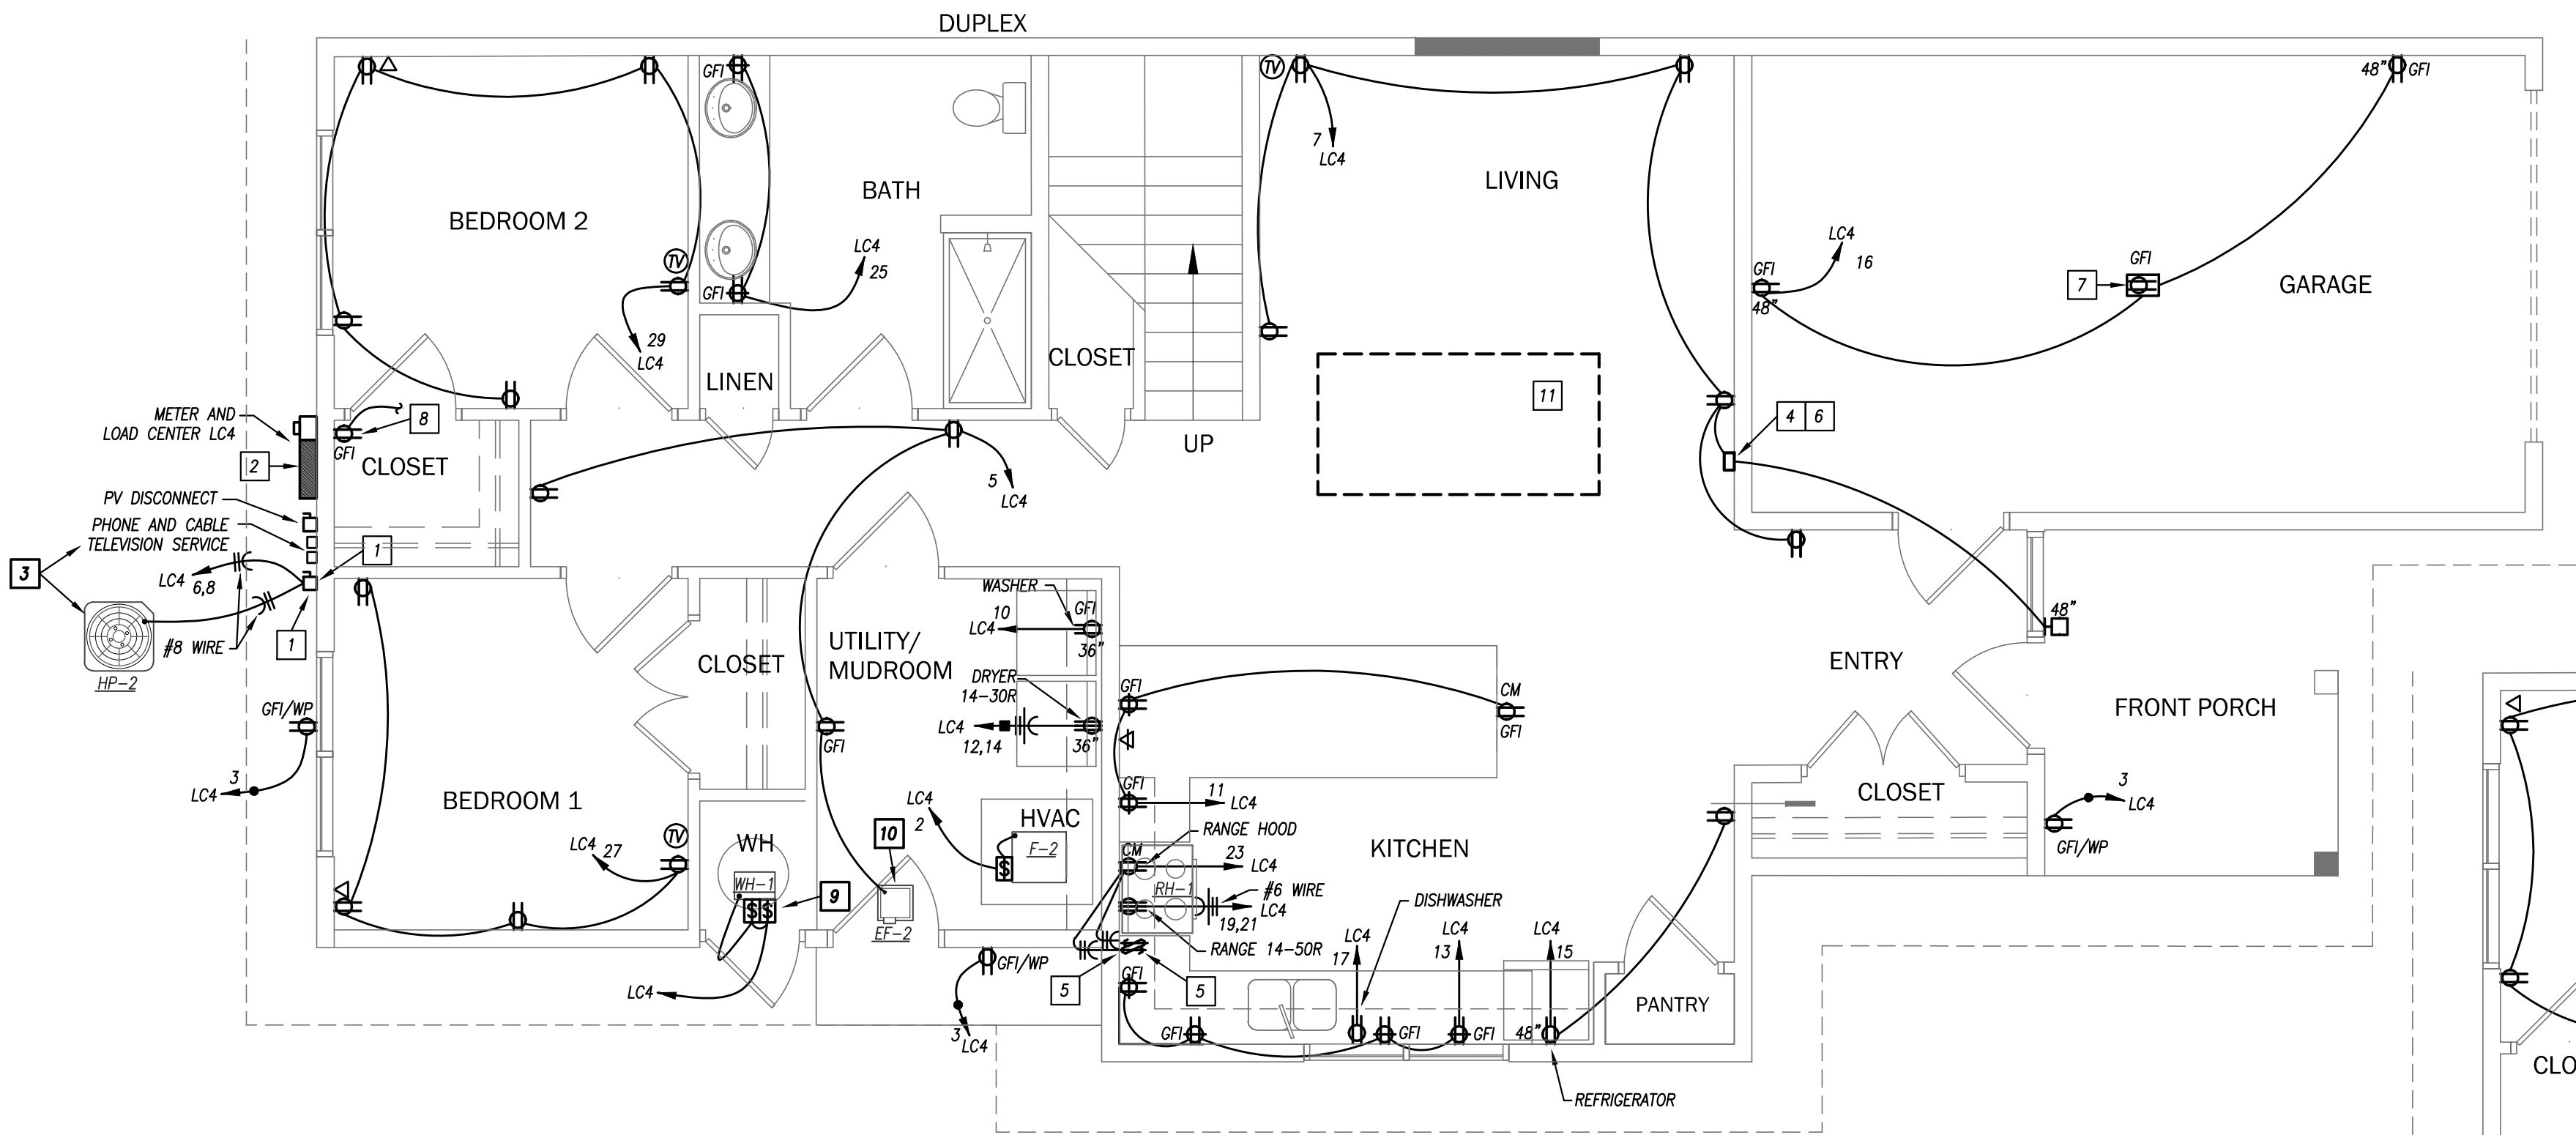 DUPLEX
TV
GFI
TV
48"
GFI
7
LC4
LIVING
BATH
BEDROOM 2
LC4
25
TV
GFI
LC4
16
GFI
48"
GFI
7
GARAGE
29
LC4
LINEN
CLOSET
11
METER AND
LOAD CENTER LC4
8
GFI
4
6
2
CLOSET
UP
5
LC4
PV DISCONNECT
PHONE AND CABLE
TELEVISION SERVICE
1
3
LC4
6,8
#8 WIRE
1
HP-2
WASHER
10
LC4
GFI
36"
48"
UTILITY/
MUDROOM
CLOSET
DRYER
14-30R
LC4
12,14
36"
GFI
CM
GFI
ENTRY
FRONT PORCH
GFI/WP
3
LC4
GFI
BEDROOM 1
GFI
11
LC4
CLOSET
3
LC4
GFI/WP
LC4
2
HVAC
F-2
10
TV
LC4
27
WH
WH-1
$
$
$
9
RANGE HOOD
CM
23
LC4
KITCHEN
RH-1
#6 WIRE
LC4
19,21
DISHWASHER
EF-2
RANGE 14-50R
GFI/WP
LC4
17
LC4
13
LC4
15
5
5
GFI
LC4
PANTRY
3
LC4
GFI
GFI
GFI
48"
REFRIGERATOR
CLO